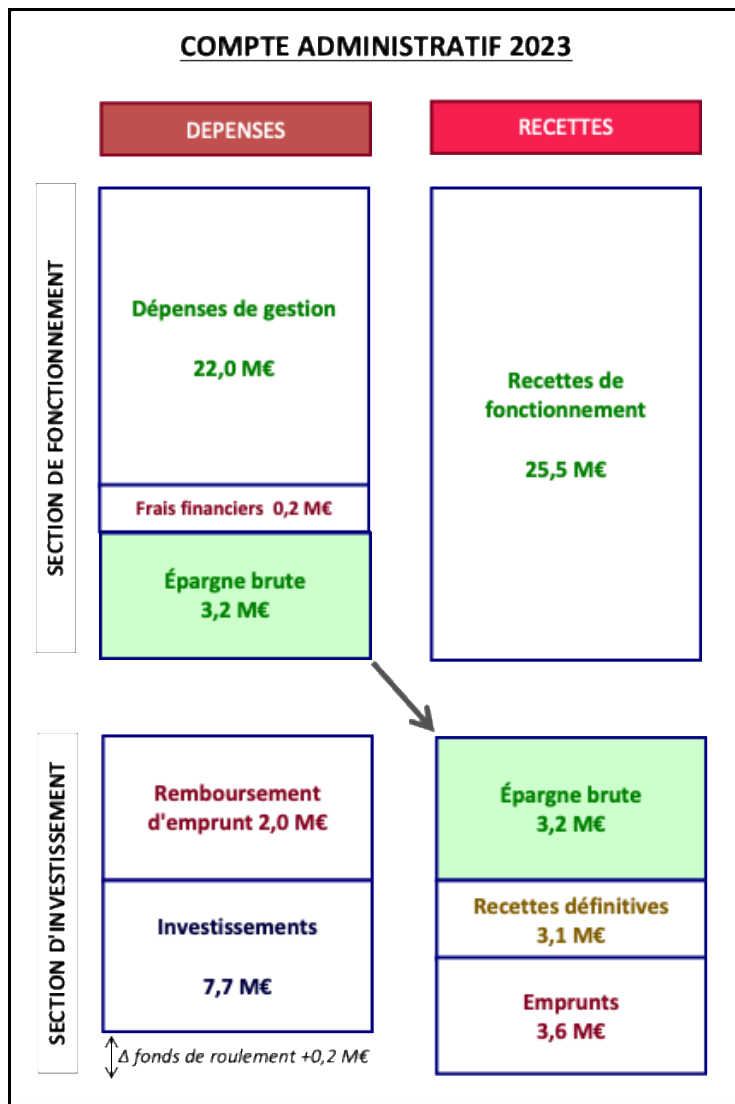 COMPTE ADMINISTRATIF 2023
DEPENSES
RECETTES
SECTION DE FONCTIONNEMENT
Dépenses de gestion
22,0 M€
Frais financiers 0,2 M€
Épargne brute
3,2 M€
Recettes de
fonctionnement
25,5 M€
SECTION D'INVESTISSEMENT
Remboursement
d'emprunt 2,0 M€
Investissements
7,7 M€
Δ fonds de roulement +0,2 M€
Épargne brute
3,2 M€
Recettes définitives
3,1 M€
Emprunts
3,6 M€